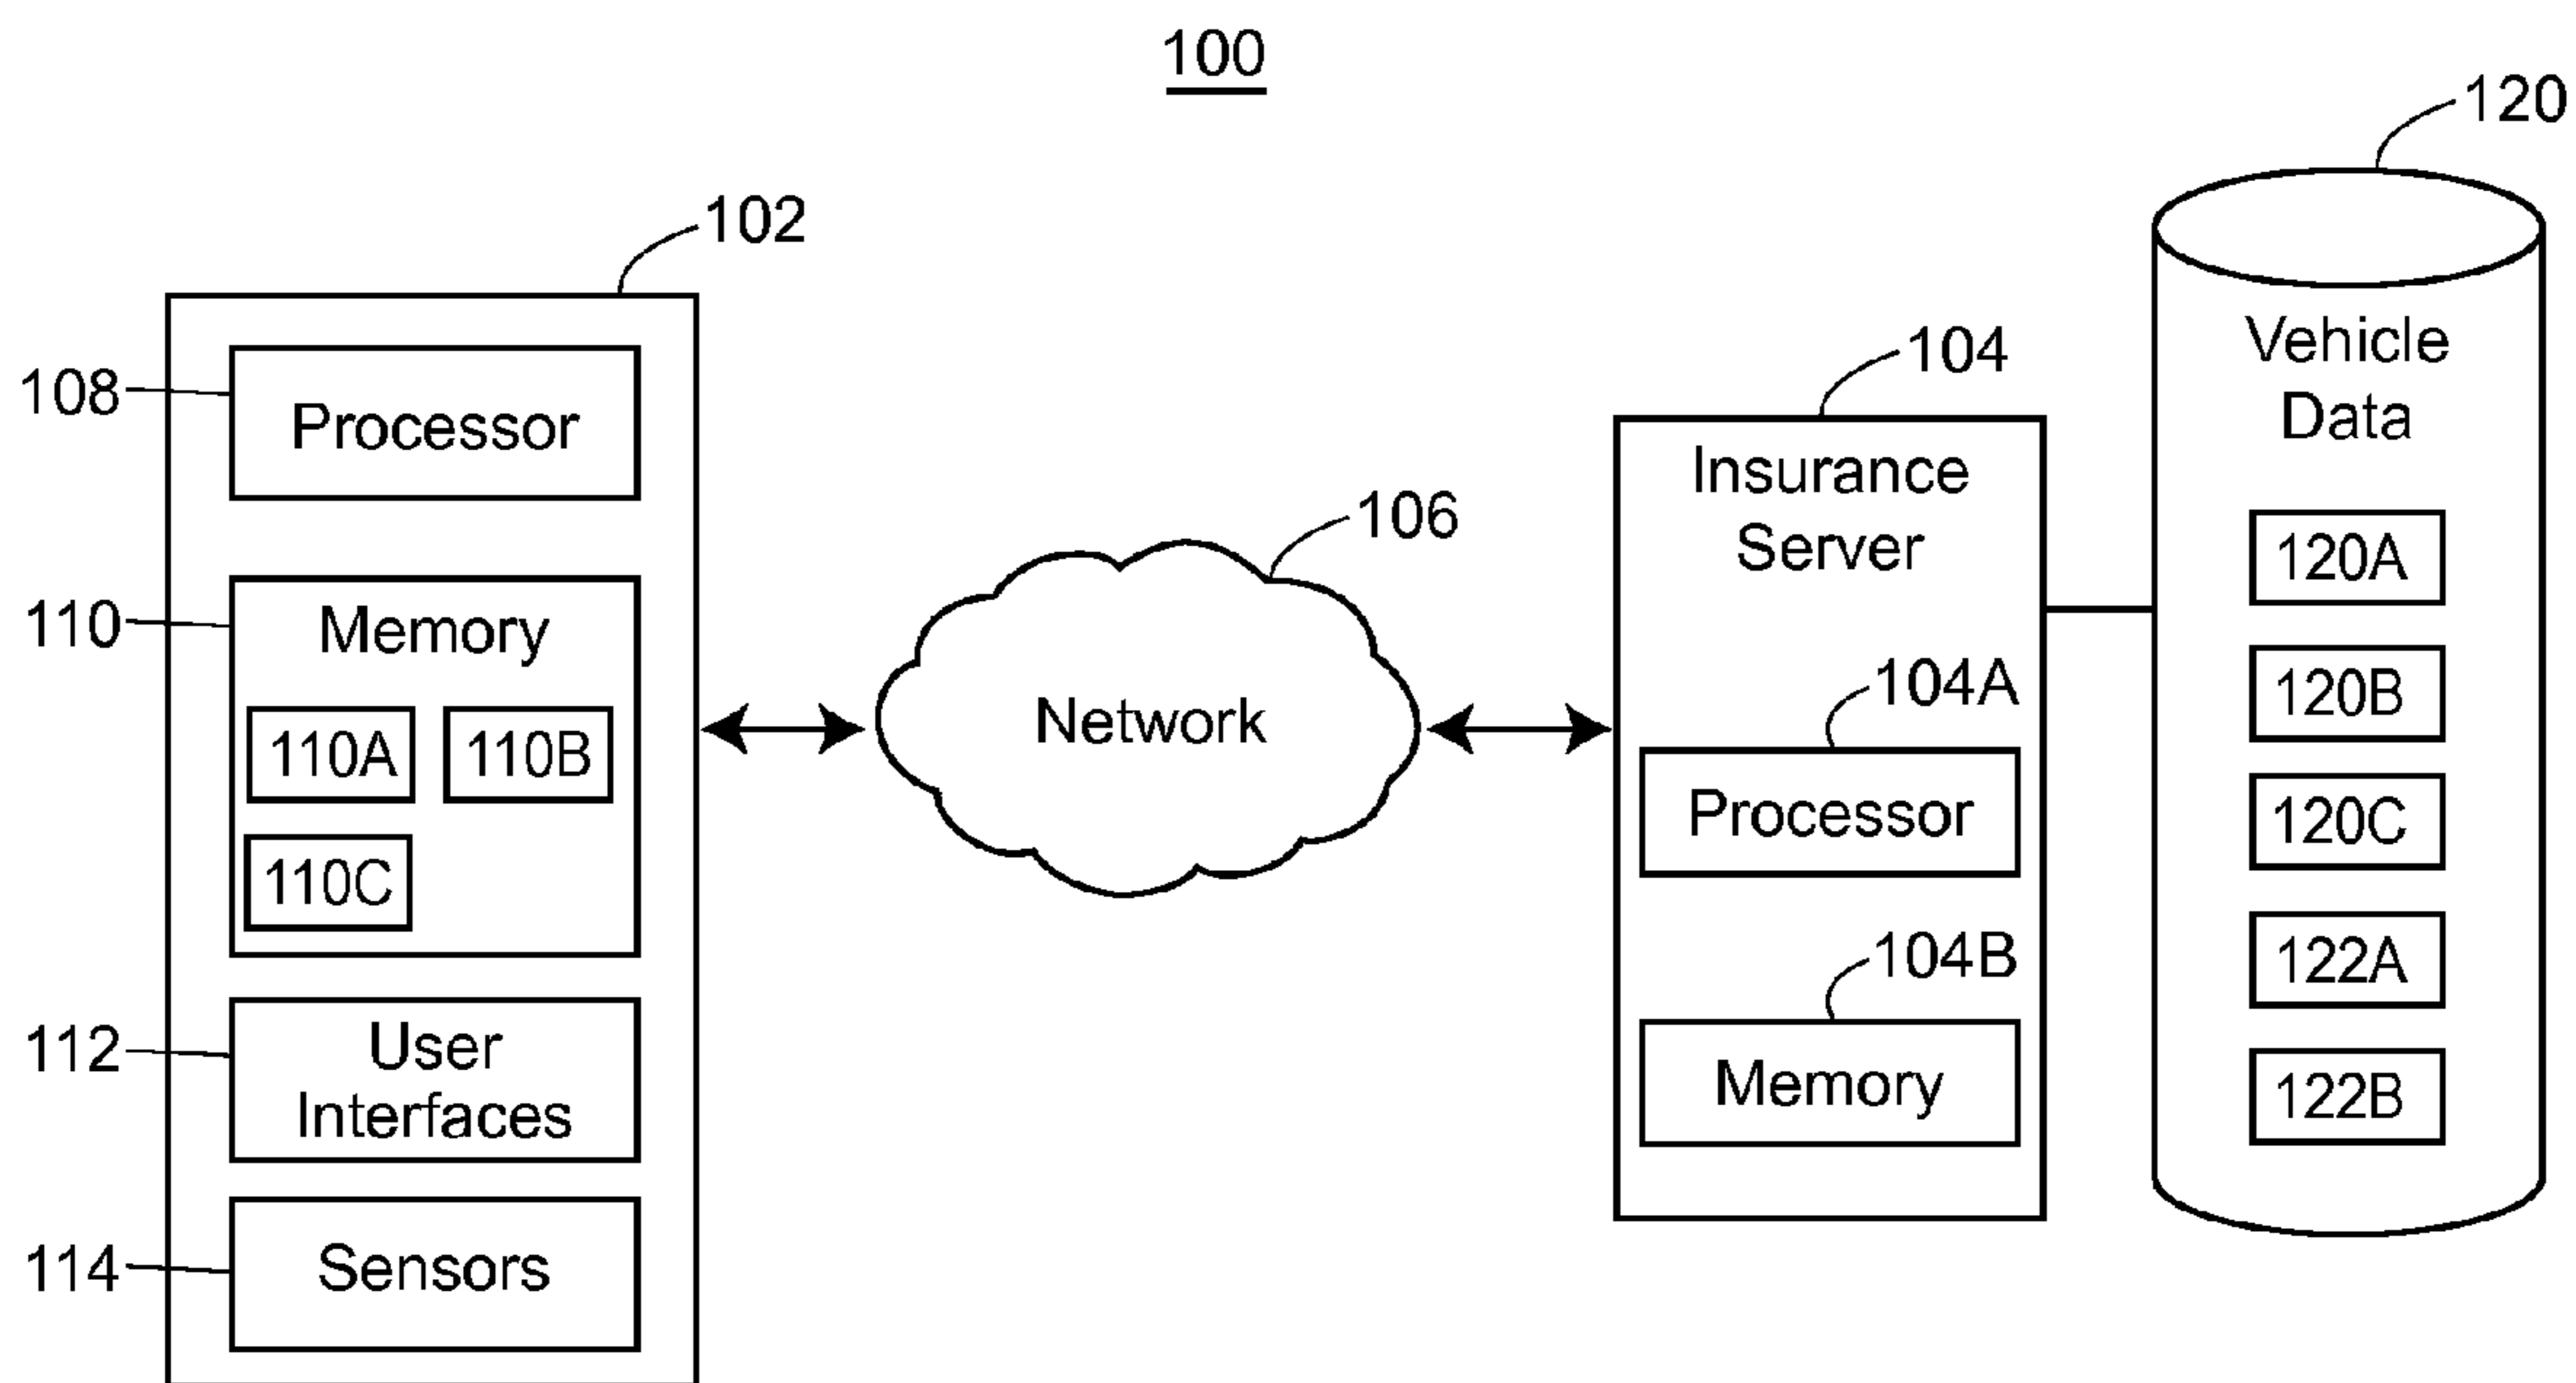 100
102
108
Processor
110
Memory
110A
110B
110C
112
User
Interfaces
114
Sensors
106
Network
104
Insurance
Server
104A
Processor
104B
Memory
120
Vehicle
Data
120A
120B
120C
122A
122B